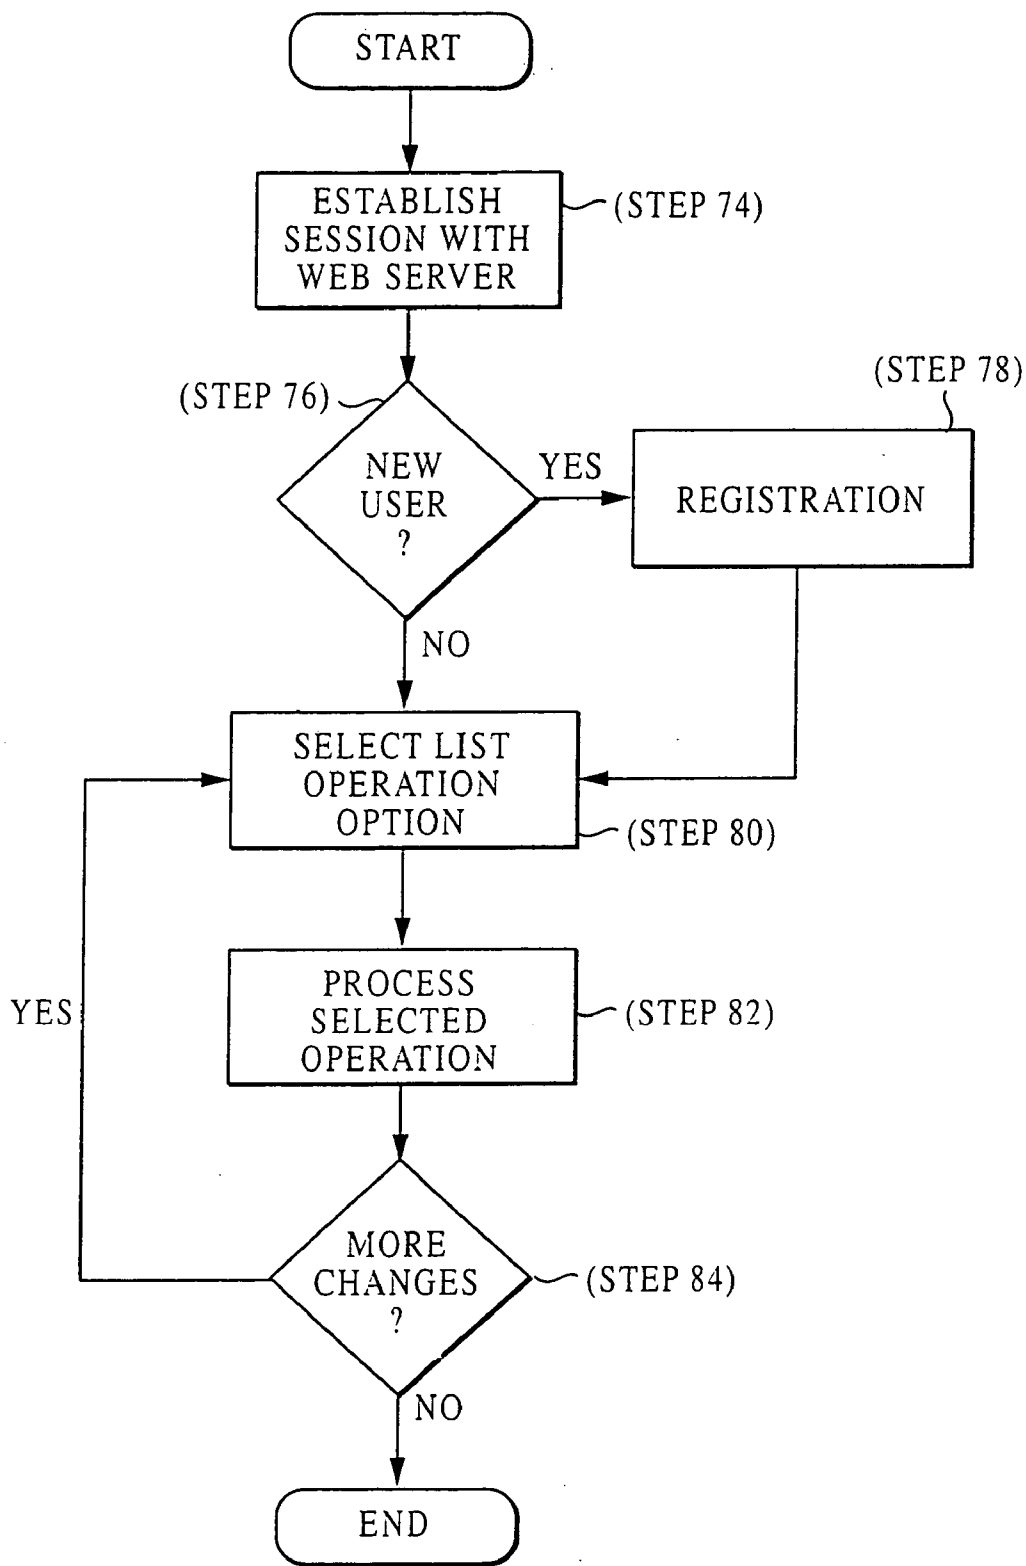 START
ESTABLISH
SESSION WITH
WEB SERVER
(STEP 74)
(STEP 76)
NEW
USER
?
YES
(STEP 78)
REGISTRATION
NO
SELECT LIST
OPERATION
OPTION
(STEP 80)
PROCESS
SELECTED
OPERATION
(STEP 82)
YES
MORE
CHANGES
?
(STEP 84)
NO
END